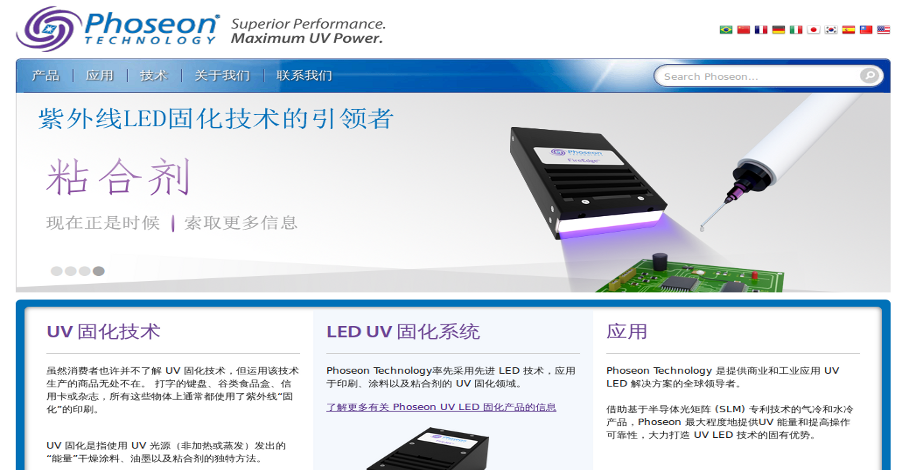 Phoseon®
TECHNOLOGY
Superior Performance.
Maximum UV Power.
产品 应用 技术 关于我们 联系我们
Search Phoseon...
紫外线LED固化技术的引领者
粘合剂
现在正是时候 | 索取更多信息
Phoseon
FireEdge
UV 固化技术
虽然消费者也许并不了解 UV 固化技术，但运用该技术
生产的商品无处不在。 打字的键盘、谷类食品盒、信
用卡或杂志，所有这些物体上通常都使用了紫外线“固
化”的印刷。
UV 固化是指使用 UV 光源（非加热或蒸发）发出的
“能量”干燥涂料、油墨以及粘合剂的独特方法。
LED UV 固化系统
Phoseon Technology率先采用先进 LED 技术，应用
于印刷、涂料以及粘合剂的 UV 固化领域。
了解更多有关 Phoseon UV LED 固化产品的信息
应用
Phoseon Technology 是提供商业和工业应用 UV
LED 解决方案的全球领导者。
借助基于半导体光矩阵 (SLM) 专利技术的气冷和水冷
产品，Phoseon 最大程度地提供UV 能量和提高操作
可靠性，大力打造 UV LED 技术的固有优势。